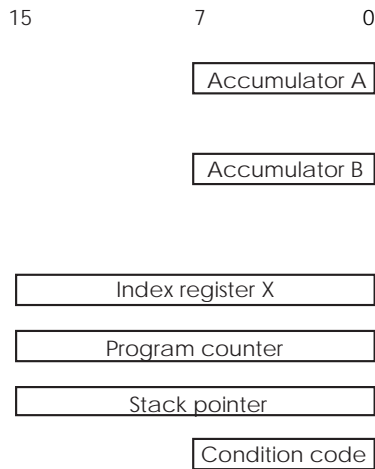 15 7 0
Accumulator A
Accumulator B
Index register X
Program counter
Stack pointer
Condition code